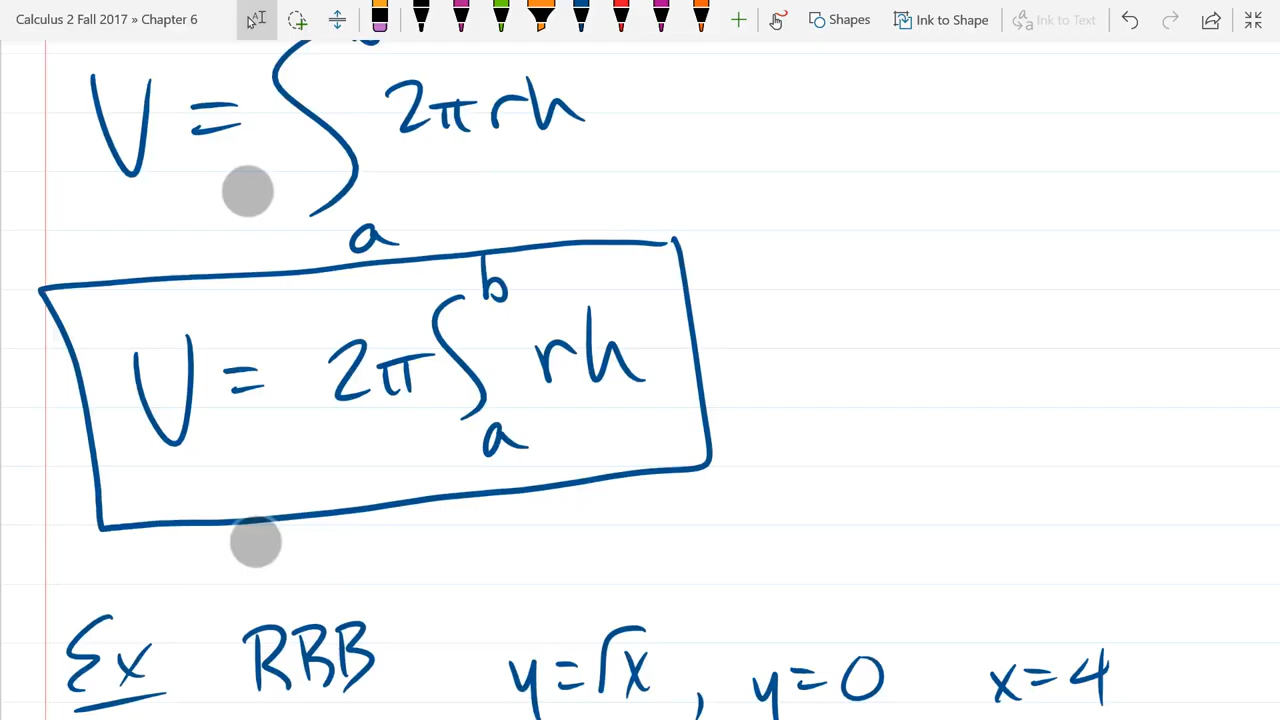 Calculus 2 Fall 2017 » Chapter 6
Shapes
Ink to Shape
Ink to Text
V = ∫ 2πrh
a
b
V = 2π ∫ rh
a
Ex RBB y = √x , y = 0 x = 4